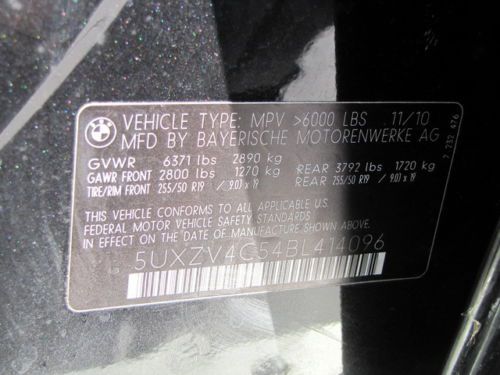 BMW
VEHICLE TYPE: MPV >6000 LBS 11/10
MFD BY BAYERISCHE MOTORENWERKE AG
GVWR 6371 lbs 2890 kg
GAWR FRONT 2800 lbs 1270 kg REAR 3792 lbs 1720 kg
TIRE/RIM FRONT 255/50 R19 / 9.0J x 19 REAR 255/50 R19 / 9.0J x 19
THIS VEHICLE CONFORMS TO ALL APPLICABLE
FEDERAL MOTOR VEHICLE SAFETY STANDARDS
IN EFFECT ON THE DATE OF MANUFACTURE SHOWN ABOVE.
5UXZV4C54BL414096